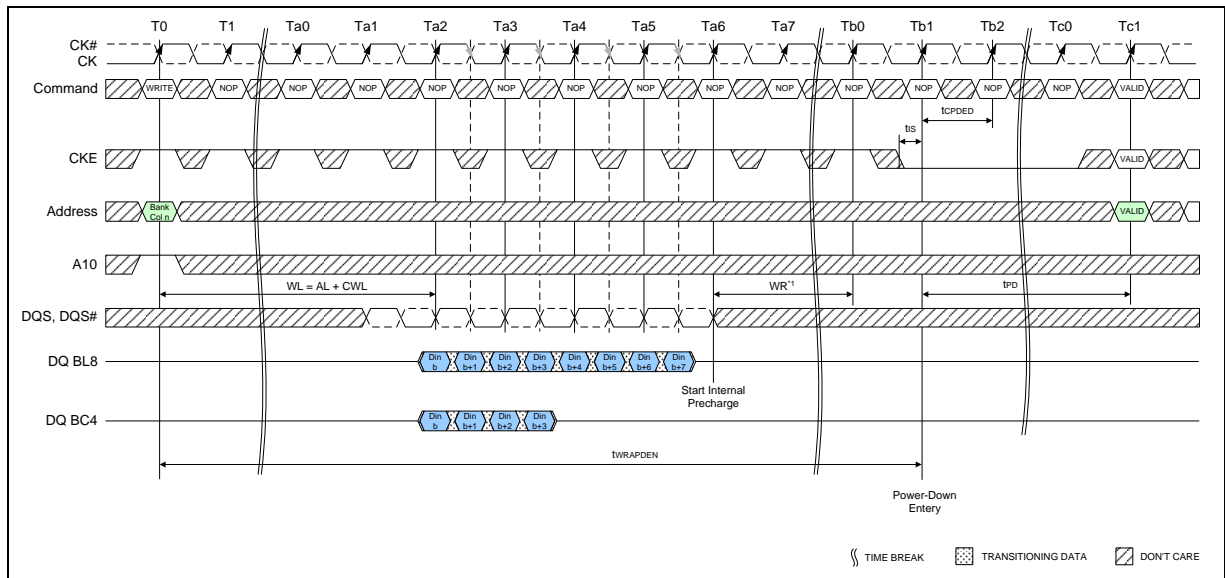 T0 T1 Ta0 Ta1 Ta2 Ta3 Ta4 Ta5 Ta6 Ta7 Tb0 Tb1 Tb2 Tc0 Tc1
CK#
CK
Command WRITE NOP NOP NOP NOP NOP NOP NOP NOP NOP NOP NOP NOP NOP VALID
tCPDED
tIS
CKE VALID
Address Bank Col n VALID
A10
WL = AL + CWL WR*1 tPD
DQS, DQS#
DQ BL8 Din b Din b+1 Din b+2 Din b+3 Din b+4 Din b+5 Din b+6 Din b+7
Start Internal
Precharge
DQ BC4 Din b Din b+1 Din b+2 Din b+3
tWRAPDEN
Power-Down
Entery
TIME BREAK TRANSITIONING DATA DON'T CARE